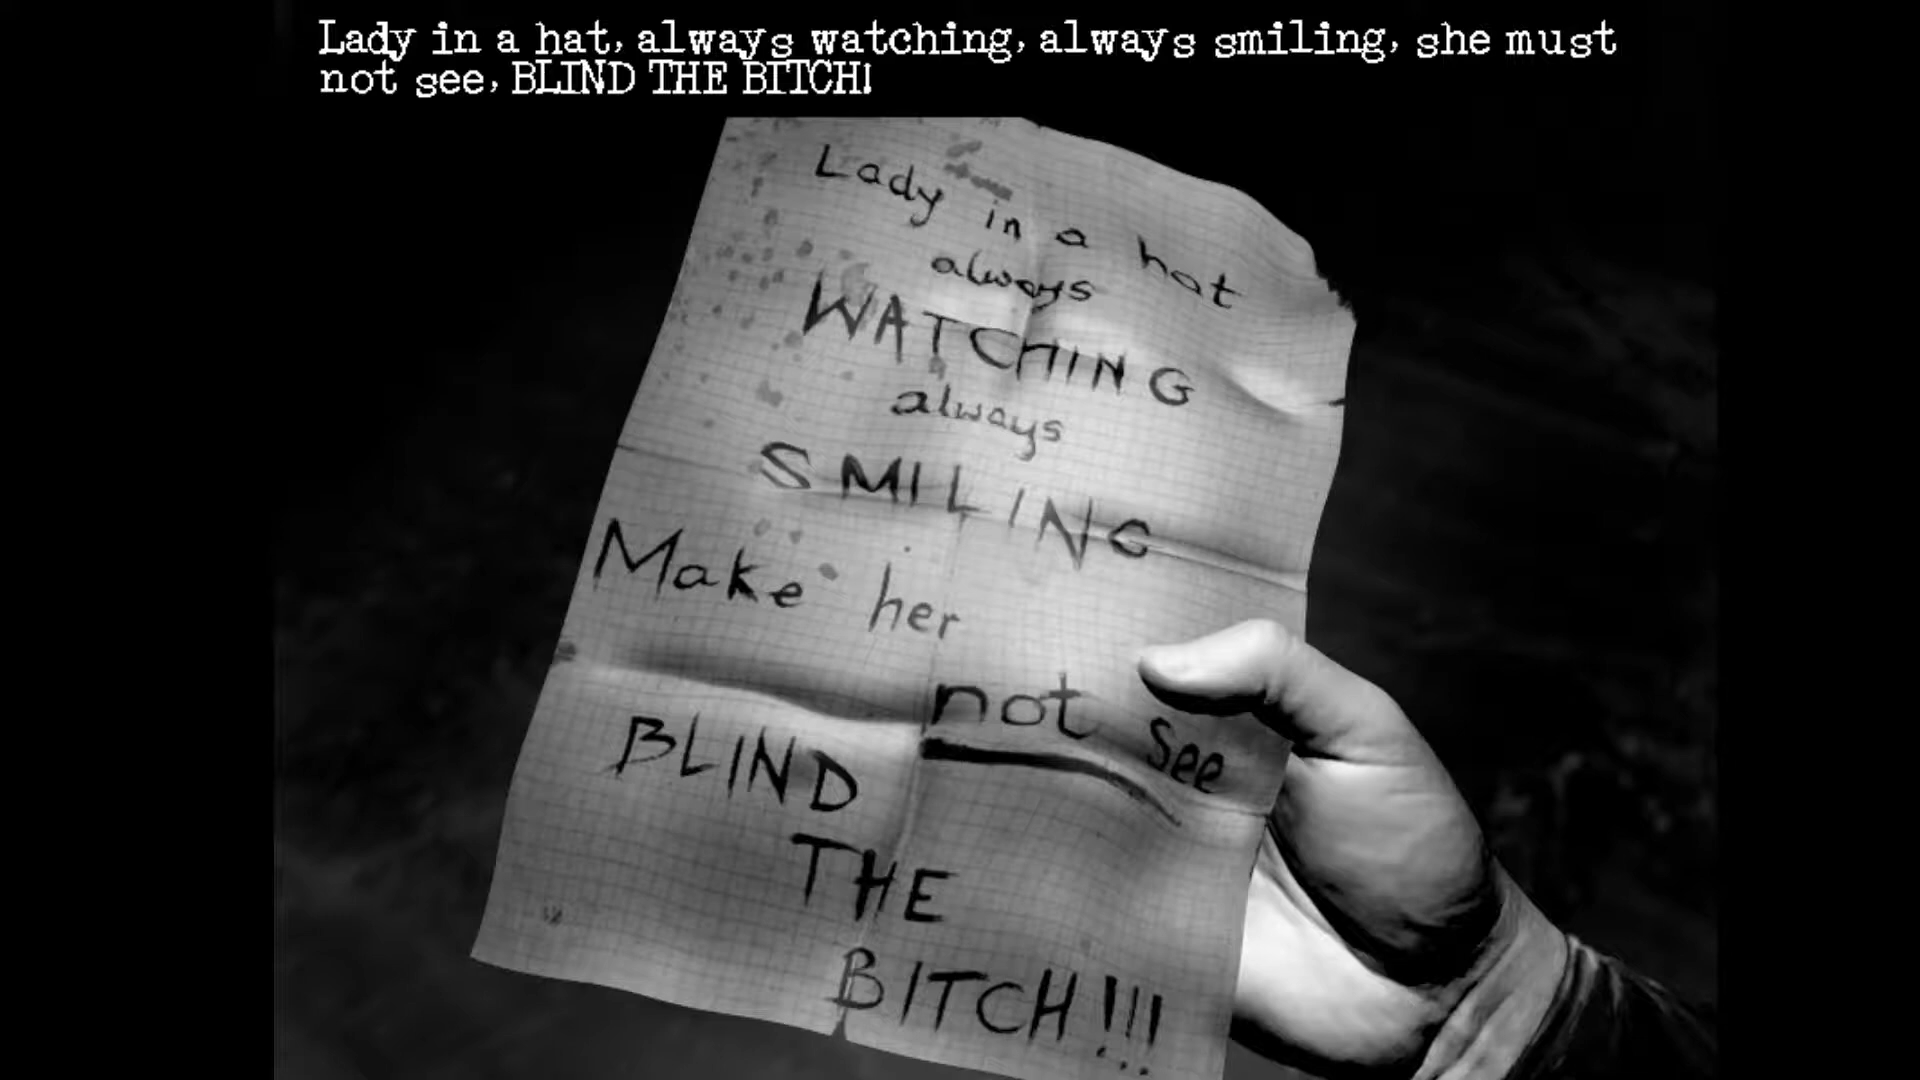 Lady in a hat, always watching, always smiling, she must
not see, BLIND THE BITCH!
Lady in a hat
always
WATCHING
always
SMILING
Make her
not see
BLIND
THE
BITCH!!!